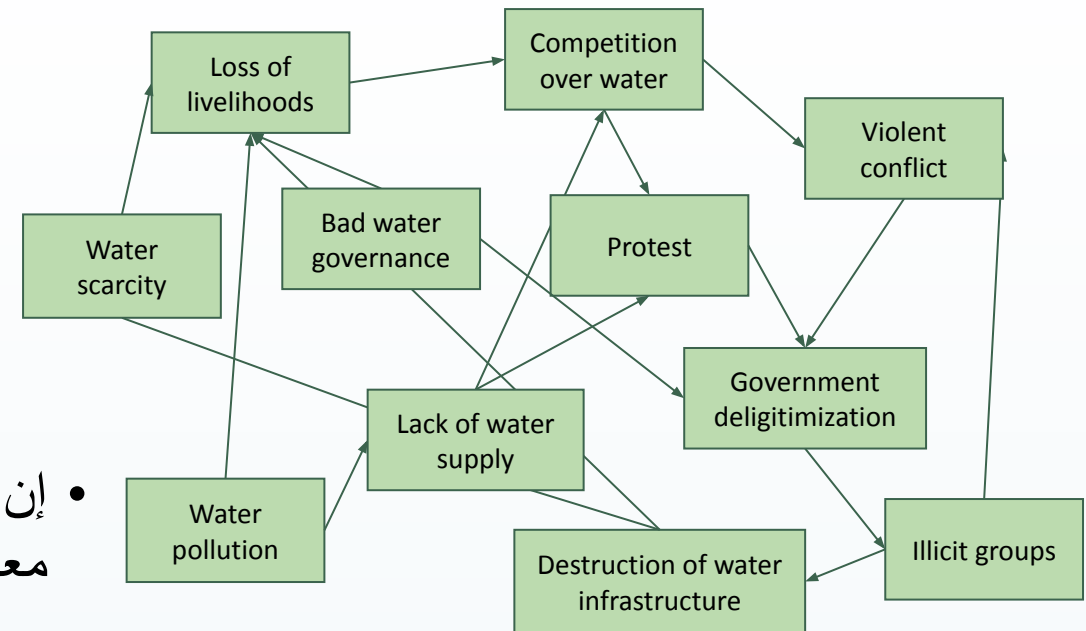 Loss of
livelihoods
Competition
over water
Violent
conflict
Bad water
governance
Protest
Water
scarcity
Government
deligitimization
Lack of water
supply
Water
pollution
Destruction of water
infrastructure
Illicit groups
• إن